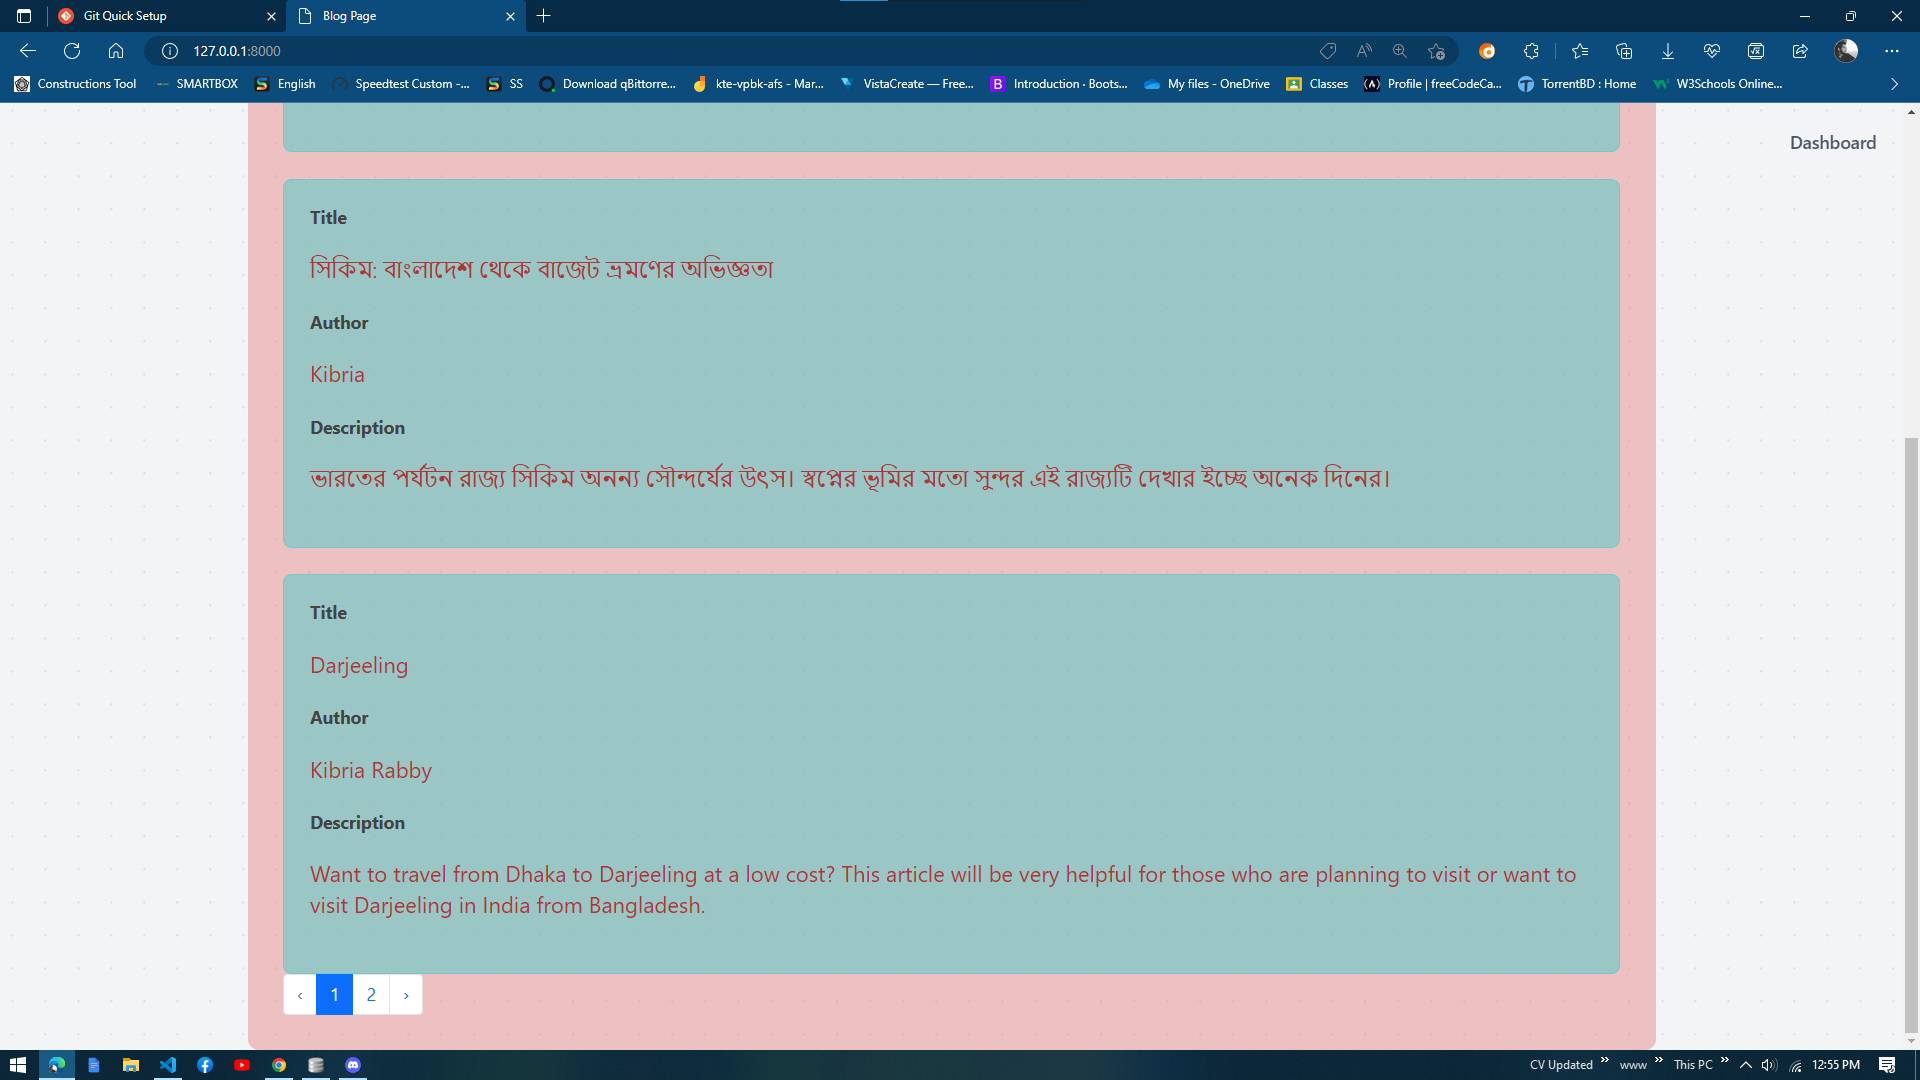 Git Quick Setup
Blog Page
127.0.0.1:8000
Constructions Tool
SMARTBOX
English
Speedtest Custom -...
SS
Download qBittorre...
kte-vpbk-afs - Mar...
VistaCreate — Free...
Introduction · Boots...
My files - OneDrive
Classes
Profile | freeCodeCa...
TorrentBD : Home
W3Schools Online...
Dashboard
Title
সিকিম: বাংলাদেশ থেকে বাজেট ভ্রমণের অভিজ্ঞতা
Author
Kibria
Description
ভারতের পর্যটন রাজ্য সিকিম অনন্য সৌন্দর্যের উৎস। স্বপ্নের ভূমির মতো সুন্দর এই রাজ্যটি দেখার ইচ্ছে অনেক দিনের।
Title
Darjeeling
Author
Kibria Rabby
Description
Want to travel from Dhaka to Darjeeling at a low cost? This article will be very helpful for those who are planning to visit or want to
visit Darjeeling in India from Bangladesh.
‹ 1 2 ›
CV Updated » www » This PC » 12:55 PM